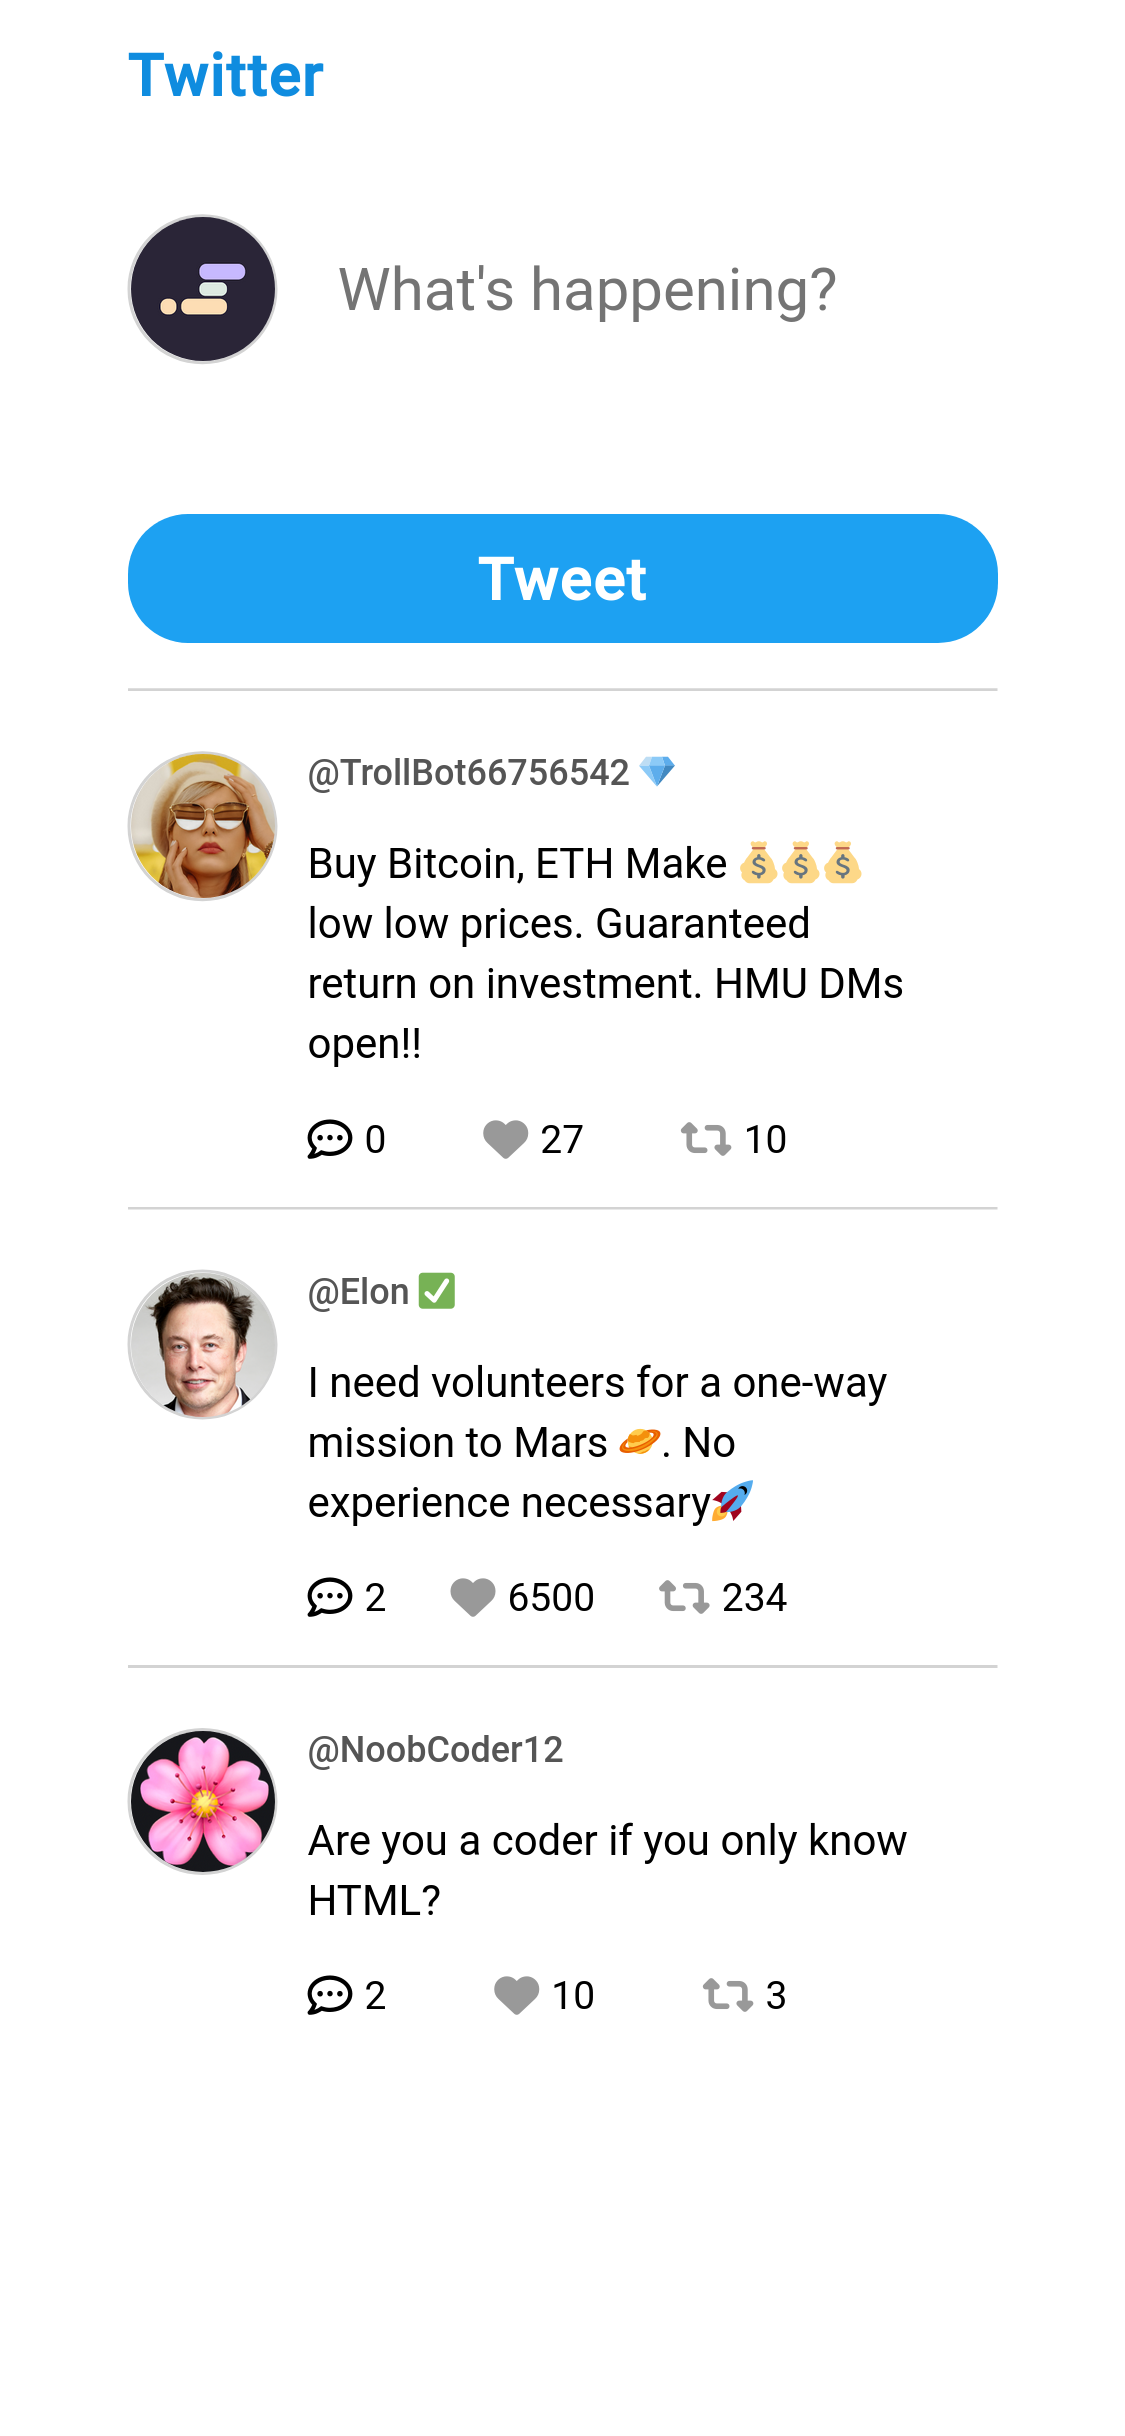 Twitter
What's happening?
Tweet
@TrollBot66756542 💎
Buy Bitcoin, ETH Make 💰💰💰
low low prices. Guaranteed
return on investment. HMU DMs
open!!
0 27 10
@Elon ✅
I need volunteers for a one-way
mission to Mars 🪐. No
experience necessary🚀
2 6500 234
@NoobCoder12
Are you a coder if you only know
HTML?
2 10 3